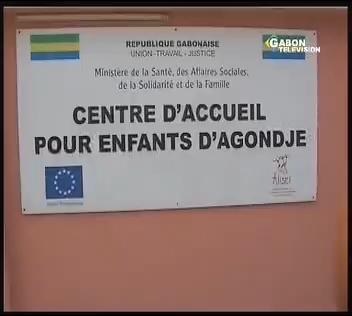 REPUBLIQUE GABONAISE
UNION-TRAVAIL-JUSTICE
GABON
TELEVISION
Ministère de la Santé, des Affaires Sociales,
de la Solidarité et de la Famille
CENTRE D'ACCUEIL
POUR ENFANTS D'AGONDJE